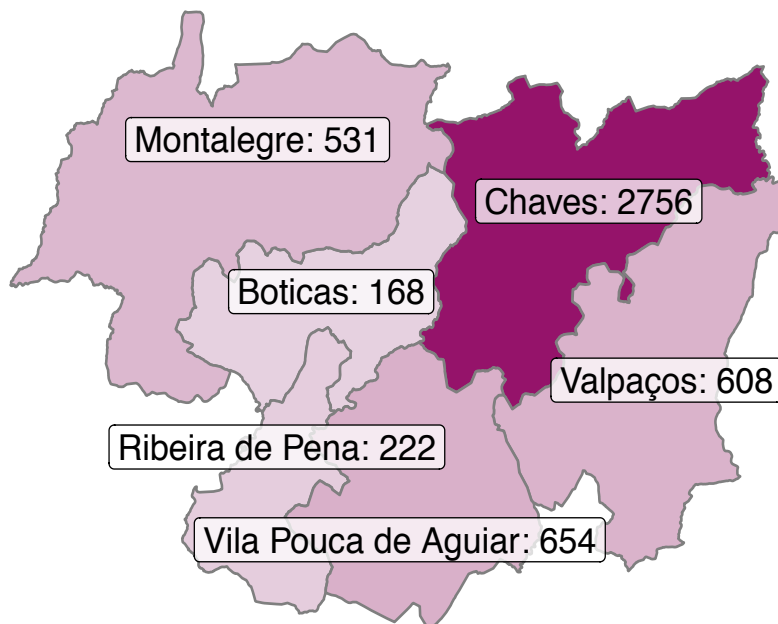 Montalegre: 531
Chaves: 2756
Boticas: 168
Valpaços: 608
Ribeira de Pena: 222
Vila Pouca de Aguiar: 654